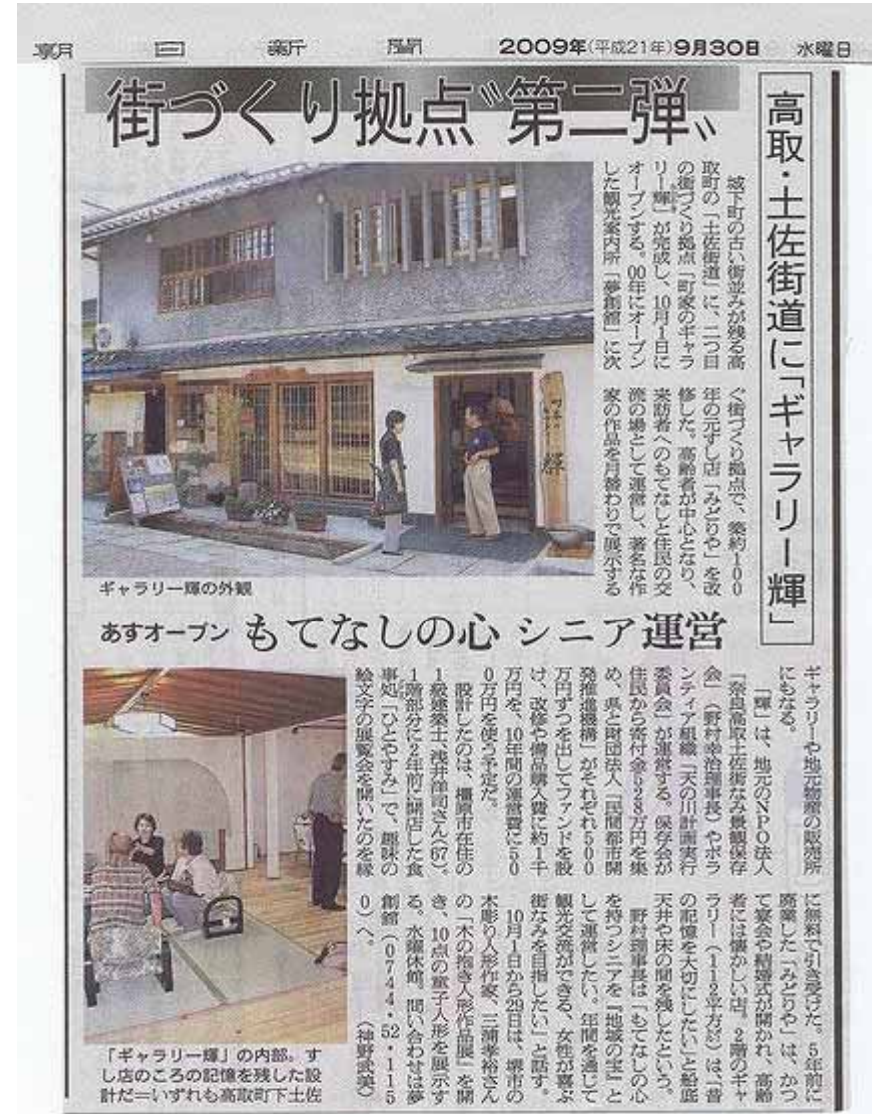 朝日新聞 2009年(平成21年)9月30日 水曜日
街づくり拠点〝第二弾〟
高取・土佐街道に「ギャラリー輝」
城下町の古い街並みが残る高
取町の「土佐街道」に、二つ目
の街づくり拠点「町家のギャラ
リー輝」が完成し、10月1日に
オープンする。00年にオープン
した観光案内所「夢創舘」に次
ぐ街づくり拠点で、築約100
年の元すし店「みどりや」を改
修した。高齢者が中心となり、
来訪者へのもてなしと住民の交
流の場として運営し、著名な作
家の作品を月替わりで展示する
ギャラリー輝の外観
あすオープン もてなしの心 シニア運営
ギャラリーや地元物産の販売所
にもなる。
「輝」は、地元のNPO法人
「奈良高取土佐街なみ景観保存
会」(野村幸治理事長)やボラ
ンティア組織「天の川計画実行
委員会」が運営する。保存会が
住民から寄付金528万円を集
め、県と財団法人「民間都市開
発推進機構」がそれぞれ500
万円ずつを出してファンドを設
け、改修や備品購入費に約1千
万円を、10年間の運営費に50
0万円を使う予定だ。
設計したのは、橿原市在住の
1級建築士、浅井洋司さん(67)。
1階部分に2年前に開店した食
事処「ひとやすみ」で、趣味の
絵文字の展覧会を開いたのを縁
に無料で引き受けた。5年前に
廃業した「みどりや」は、かつ
て宴会や結婚式が開かれ、高齢
者には懐かしい店。2階のギャ
ラリー(112平方㍍)は、「昔
の記憶を大切にしたい」と船底
天井や床の間を残したという。
野村理事長は「もてなしの心
を持つシニアを『地域の宝』と
して運営したい。年間を通じて
観光交流ができる、女性が喜ぶ
街なみを目指したい」と話す。
10月1日から29日は、堺市の
木彫り人形作家、三浦孝裕さん
の「木の抱き人形作品展」を開
き、10点の童子人形を展示す
る。水曜休館。問い合わせは夢
創舘(0744・52・115
0)へ。 (神野武美)
「ギャラリー輝」の内部。す
し店のころの記憶を残した設
計だ=いずれも高取町下土佐